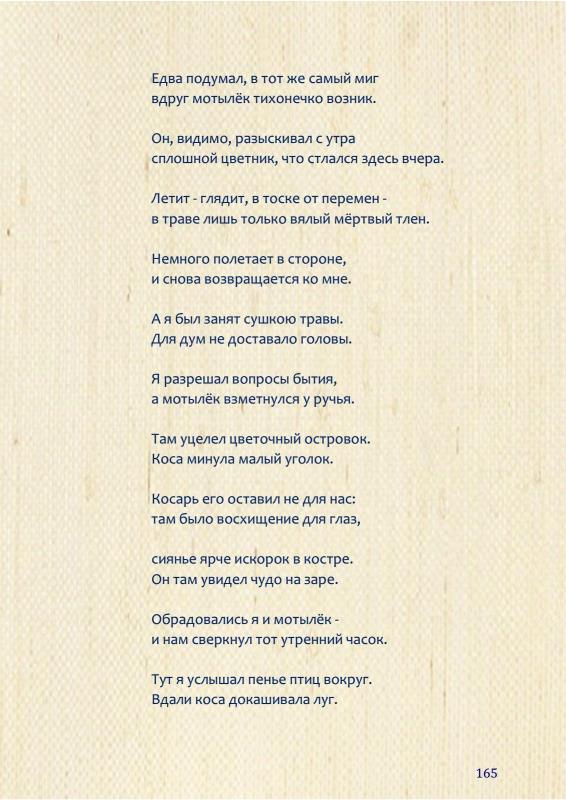 Едва подумал, в тот же самый миг
вдруг мотылёк тихонечко возник.
Он, видимо, разыскивал с утра
сплошной цветник, что стлался здесь вчера.
Летит - глядит, в тоске от перемен -
в траве лишь только вялый мёртвый тлен.
Немного полетает в стороне,
и снова возвращается ко мне.
А я был занят сушкою травы.
Для дум не доставало головы.
Я разрешал вопросы бытия,
а мотылёк взметнулся у ручья.
Там уцелел цветочный островок.
Коса минула малый уголок.
Косарь его оставил не для нас:
там было восхищение для глаз,
сиянье ярче искорок в костре.
Он там увидел чудо на заре.
Обрадовались я и мотылёк -
и нам сверкнул тот утренний часок.
Тут я услышал пенье птиц вокруг.
Вдали коса докашивала луг.
165